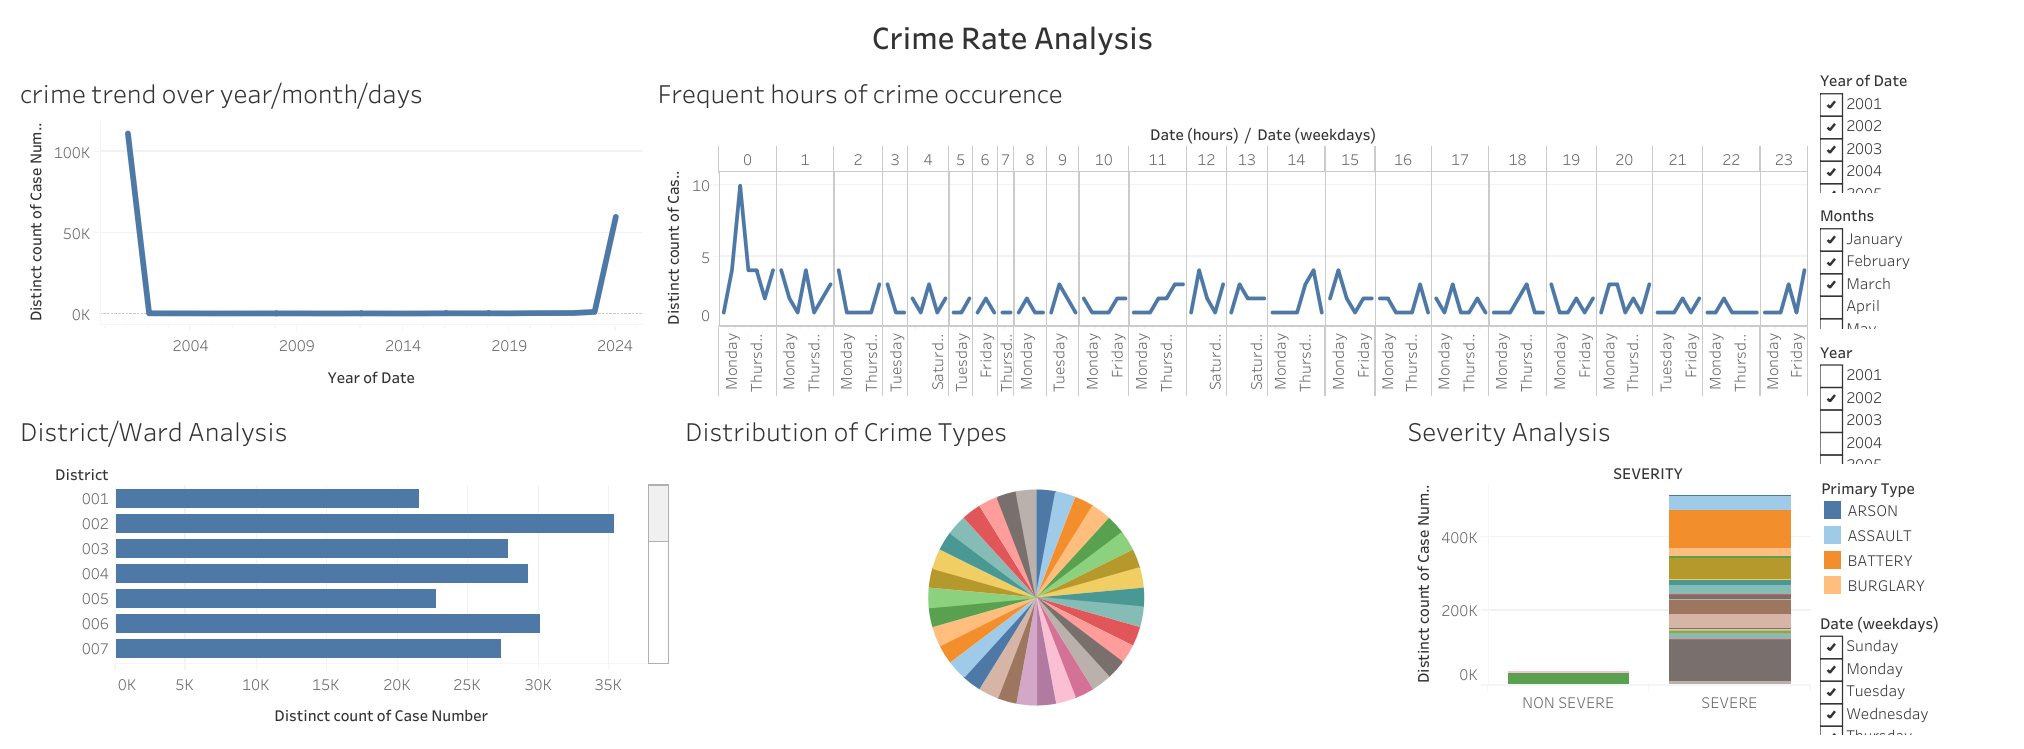 Crime Rate Analysis
crime trend over year/month/days
Distinct count of Case Num..
100K
50K
0K
2004 2009 2014 2019 2024
Year of Date
Frequent hours of crime occurence
Date (hours) / Date (weekdays)
0 1 2 3 4 5 6 7 8 9 10 11 12 13 14 15 16 17 18 19 20 21 22 23
Distinct count of Cas..
10
5
0
Monday Thursd.. Monday Thursd.. Monday Thursd.. Tuesday Saturd.. Tuesday Friday Thursd.. Monday Tuesday Monday Friday Monday Thursd.. Saturd.. Saturd.. Monday Thursd.. Monday Friday Monday Thursd.. Monday Thursd.. Monday Thursd.. Monday Friday Monday Thursd.. Tuesday Friday Monday Thursd.. Monday Friday
Year of Date
2001
2002
2003
2004
2005
Months
January
February
March
April
May
Year
2001
2002
2003
2004
2005
District/Ward Analysis
District
001
002
003
004
005
006
007
0K 5K 10K 15K 20K 25K 30K 35K
Distinct count of Case Number
Distribution of Crime Types
Severity Analysis
SEVERITY
Distinct count of Case Num..
400K
200K
0K
NON SEVERE SEVERE
Primary Type
ARSON
ASSAULT
BATTERY
BURGLARY
Date (weekdays)
Sunday
Monday
Tuesday
Wednesday
Thursday